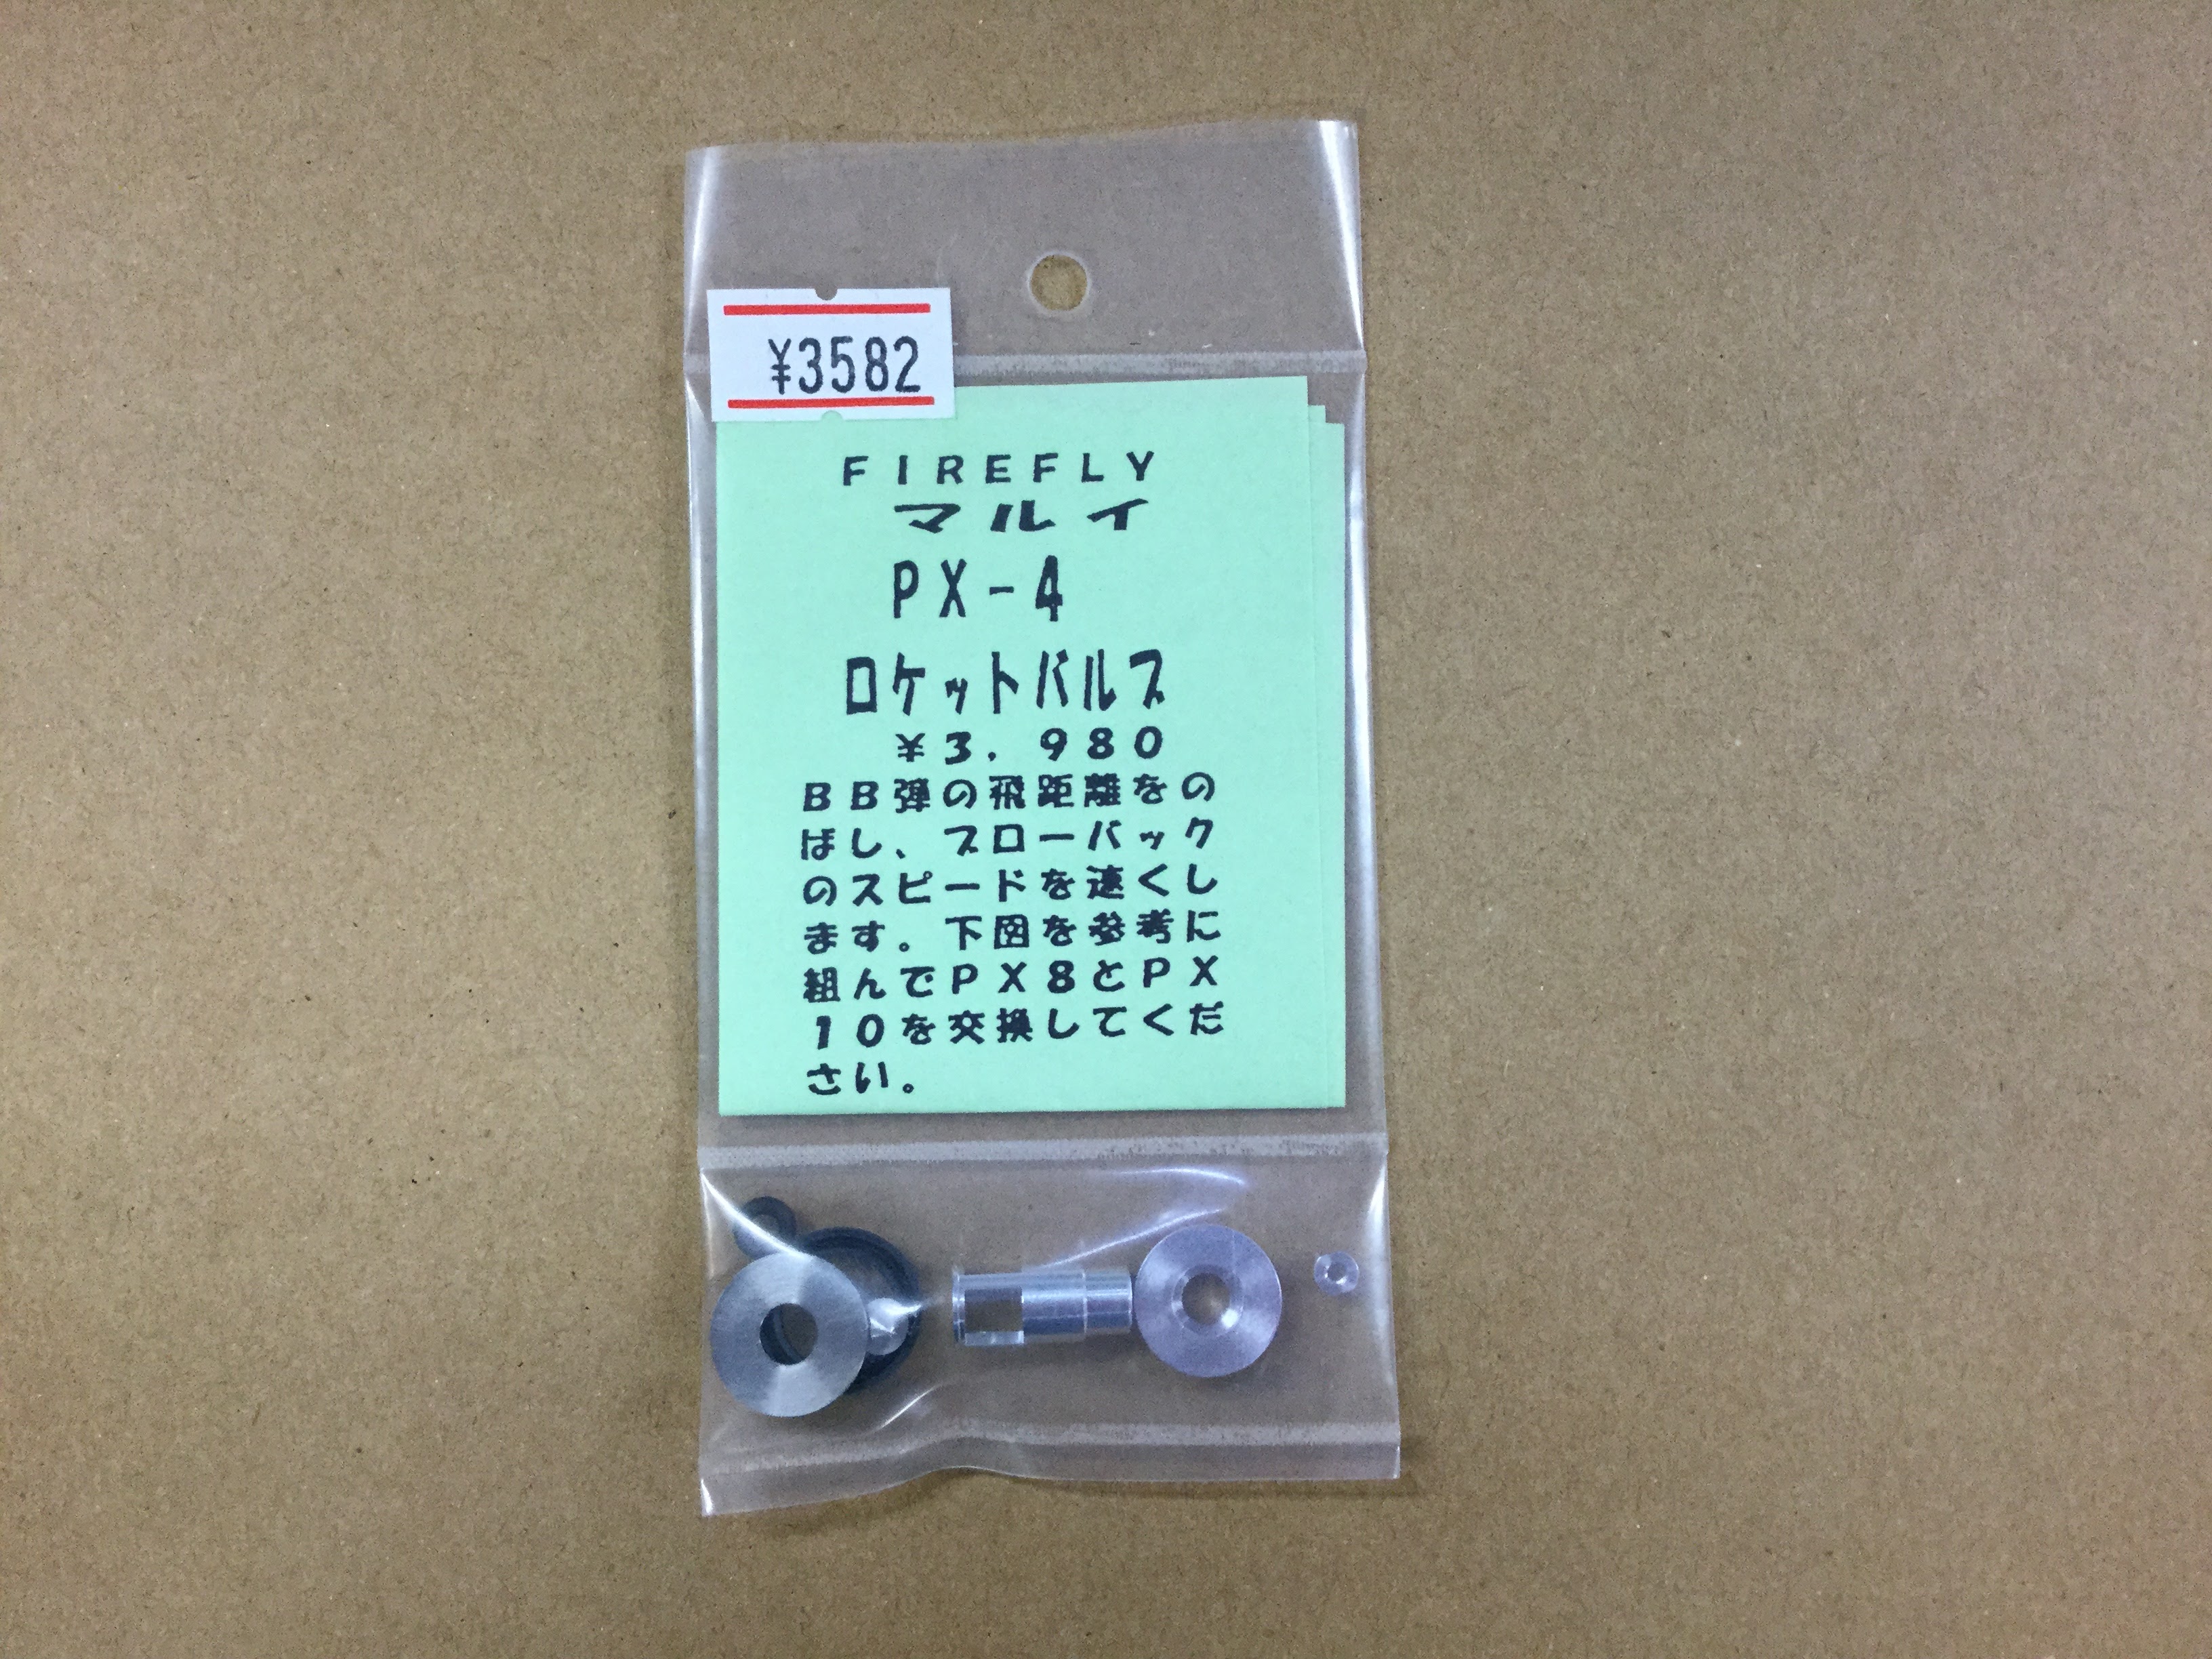 ¥3582
FIREFLY
マルイ
PX-4
ロケットバルブ
¥3.980
BB弾の飛距離をの
ばし、ブローバック
のスピードを速くし
ます。下図を参考に
組んでPX8とPX
10を交換してくだ
さい。